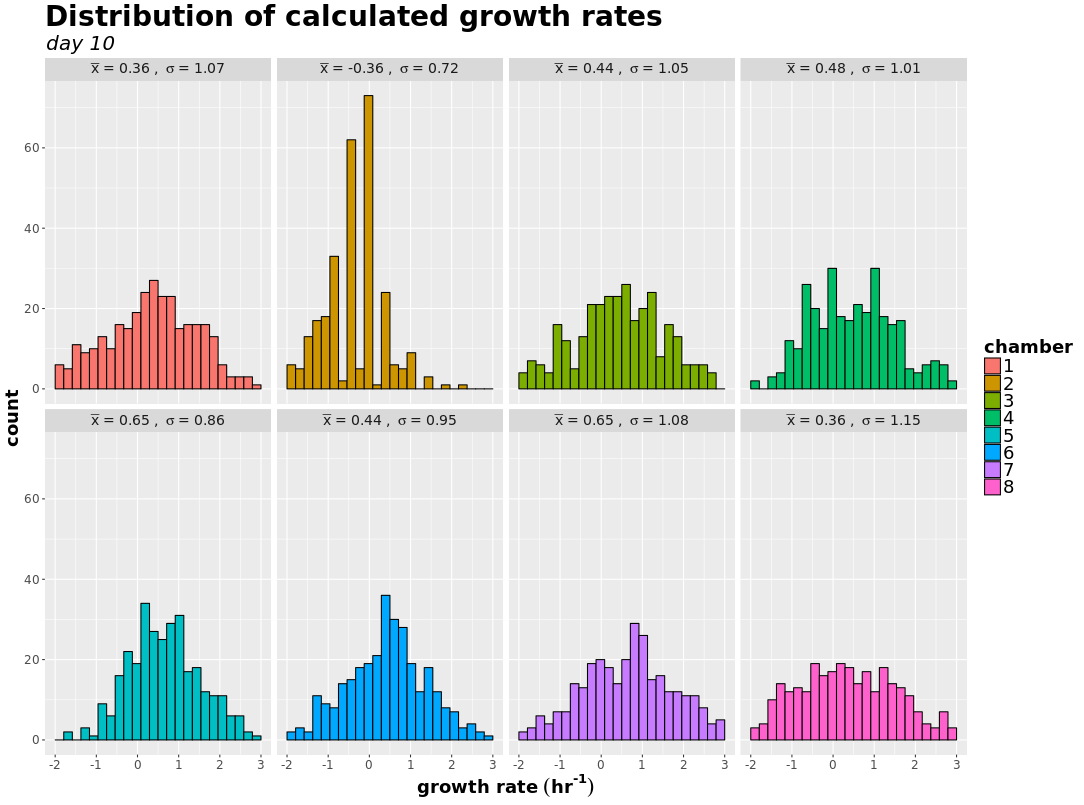 Distribution of calculated growth rates
day 10
x̅ = 0.36 , σ = 1.07
x̅ = -0.36 , σ = 0.72
x̅ = 0.44 , σ = 1.05
x̅ = 0.48 , σ = 1.01
60
40
20
0
x̅ = 0.65 , σ = 0.86
x̅ = 0.44 , σ = 0.95
x̅ = 0.65 , σ = 1.08
x̅ = 0.36 , σ = 1.15
60
40
20
0
-2 -1 0 1 2 3
-2 -1 0 1 2 3
-2 -1 0 1 2 3
-2 -1 0 1 2 3
count
growth rate (hr⁻¹)
chamber
1
2
3
4
5
6
7
8